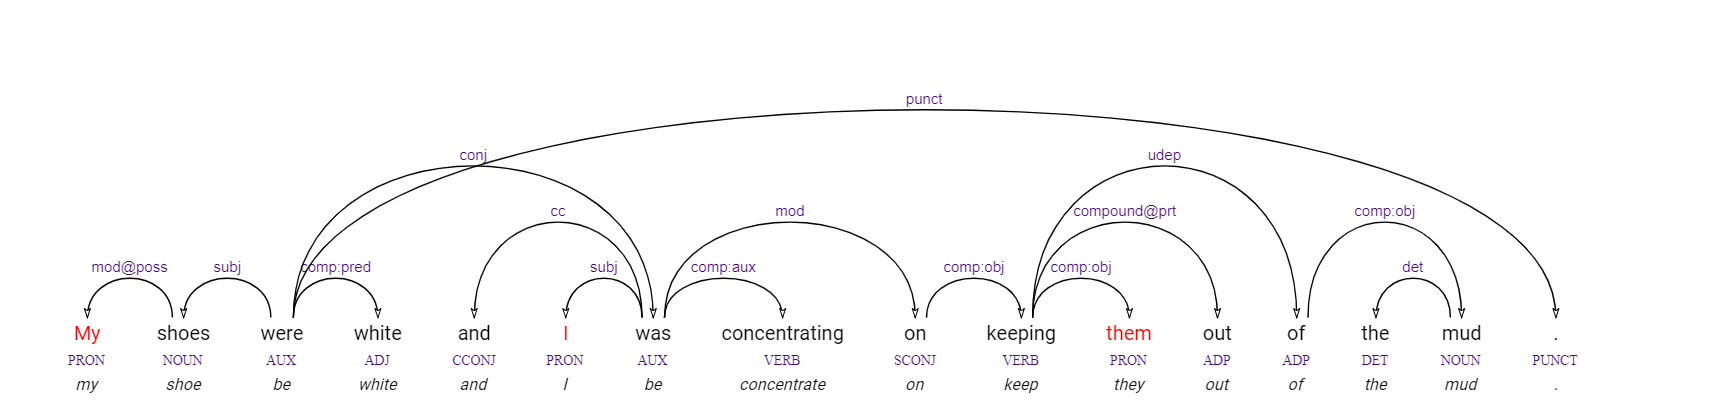 punct
conj udep
cc mod compound@prt comp:obj
mod@poss subj comp:pred subj comp:aux comp:obj comp:obj det
My shoes were white and I was concentrating on keeping them out of the mud .
PRON NOUN AUX ADJ CCONJ PRON AUX VERB SCONJ VERB PRON ADP ADP DET NOUN PUNCT
my shoe be white and I be concentrate on keep they out of the mud .